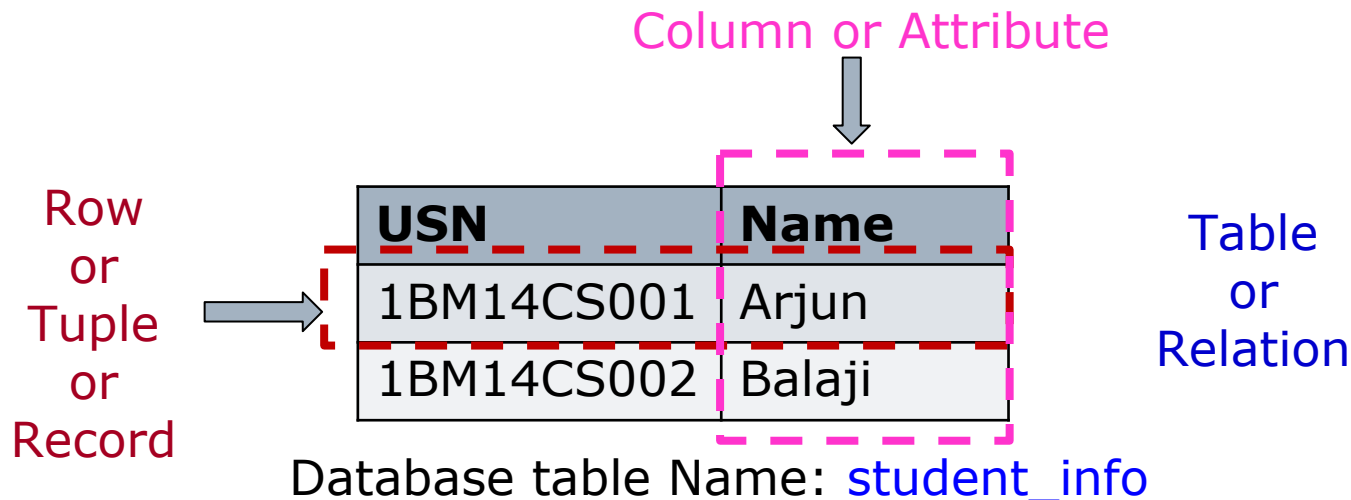 Column or Attribute
Row
or
Tuple
or
Record
USN Name
1BM14CS001 Arjun
1BM14CS002 Balaji
Table
or
Relation
Database table Name: student_info